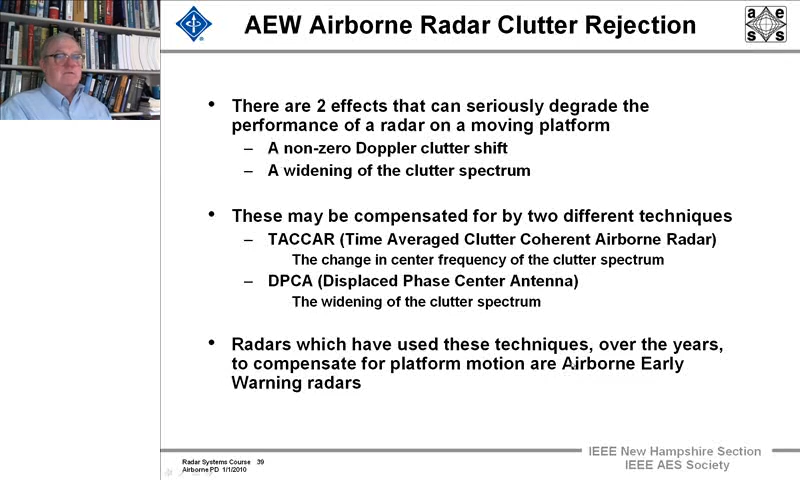 AEW Airborne Radar Clutter Rejection
a e
s s
• There are 2 effects that can seriously degrade the
performance of a radar on a moving platform
– A non-zero Doppler clutter shift
– A widening of the clutter spectrum
• These may be compensated for by two different techniques
– TACCAR (Time Averaged Clutter Coherent Airborne Radar)
The change in center frequency of the clutter spectrum
– DPCA (Displaced Phase Center Antenna)
The widening of the clutter spectrum
• Radars which have used these techniques, over the years,
to compensate for platform motion are Airborne Early
Warning radars
Radar Systems Course 39
Airborne PD 1/1/2010
IEEE New Hampshire Section
IEEE AES Society